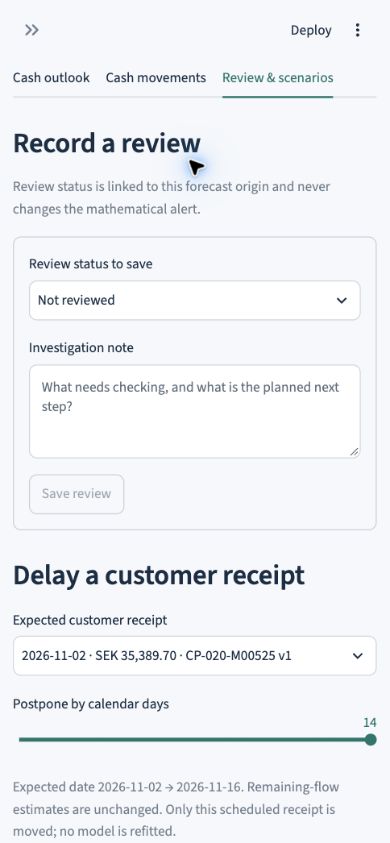 Deploy
Cash outlook Cash movements Review & scenarios
Record a review
Review status is linked to this forecast origin and never
changes the mathematical alert.
Review status to save
Not reviewed
Investigation note
What needs checking, and what is the planned next
step?
Save review
Delay a customer receipt
Expected customer receipt
2026-11-02 · SEK 35,389.70 · CP-020-M00525 v1
Postpone by calendar days
14
Expected date 2026-11-02 → 2026-11-16. Remaining-flow
estimates are unchanged. Only this scheduled receipt is
moved; no model is refitted.